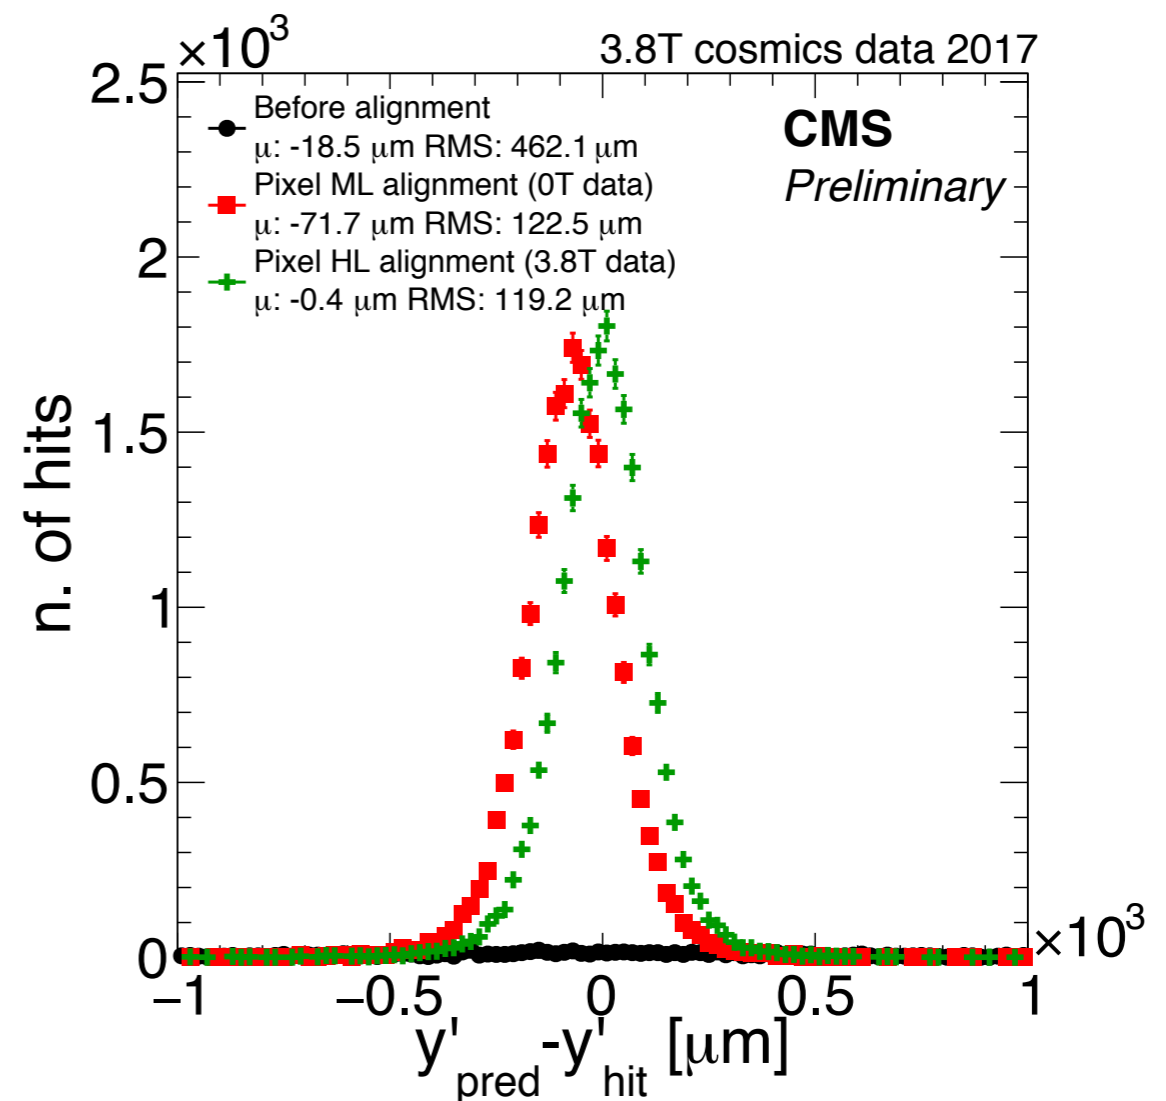 ×10³
3.8T cosmics data 2017
2.5
Before alignment
μ: -18.5 μm RMS: 462.1 μm
Pixel ML alignment (0T data)
μ: -71.7 μm RMS: 122.5 μm
Pixel HL alignment (3.8T data)
μ: -0.4 μm RMS: 119.2 μm
CMS
Preliminary
2
1.5
1
0.5
0
n. of hits
×10³
−1
−0.5
0
0.5
1
y'pred-y'hit [μm]